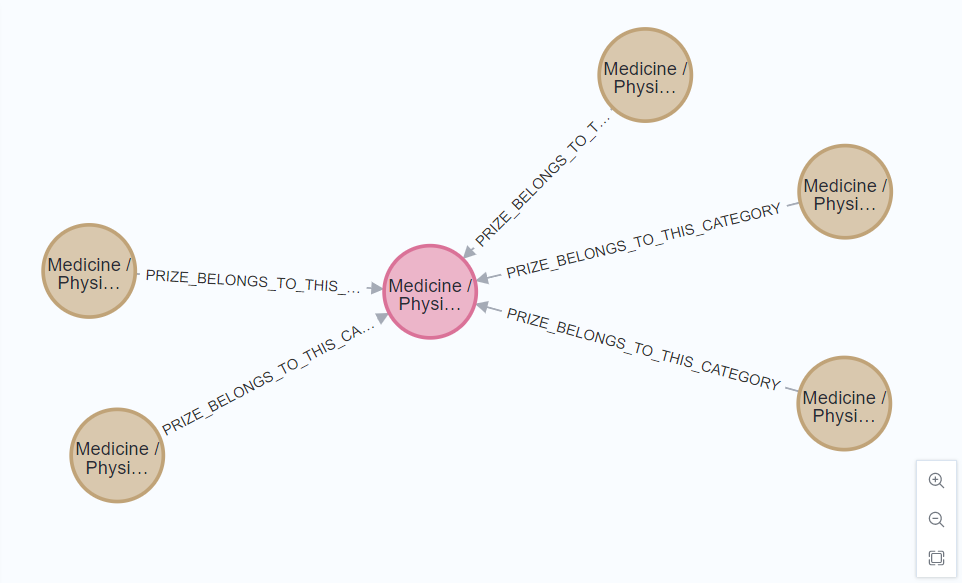 Medicine /
Physi...
PRIZE_BELONGS_TO_T...
Medicine /
Physi...
PRIZE_BELONGS_TO_THIS_CATEGORY
Medicine /
Physi...
PRIZE_BELONGS_TO_THIS_...
Medicine /
Physi...
PRIZE_BELONGS_TO_THIS_CATEGORY
PRIZE_BELONGS_TO_THIS_CA...
Medicine /
Physi...
Medicine /
Physi...